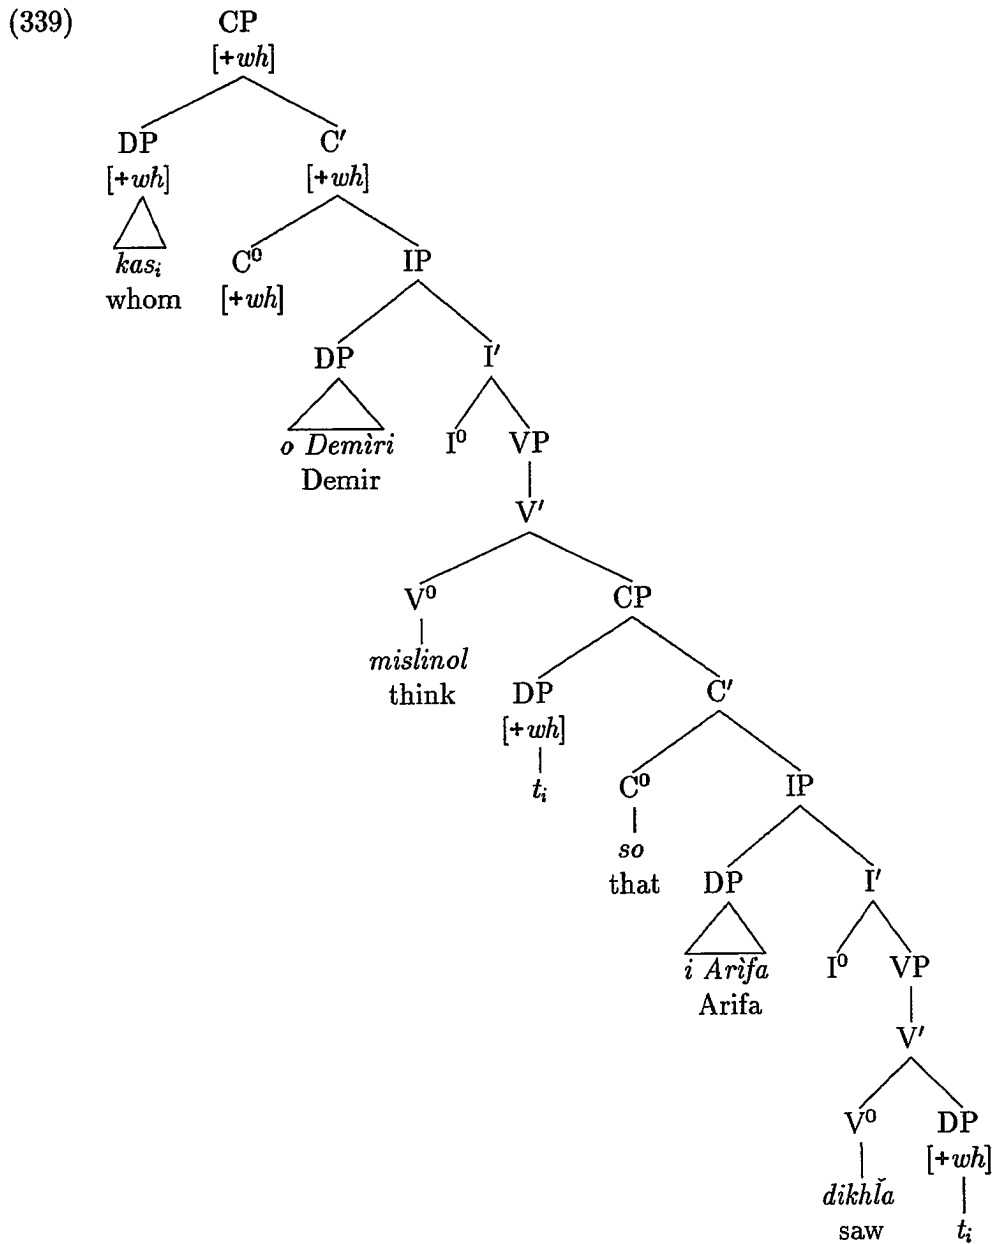 (339) CP
[+wh]
DP C′
[+wh] [+wh]
kasᵢ C⁰ IP
whom [+wh]
DP I′
o Demìri I⁰ VP
Demir
V′
V⁰ CP
mislinol
think DP C′
[+wh]
tᵢ C⁰ IP
so
that DP I′
i Arìfa I⁰ VP
Arifa
V′
V⁰ DP
[+wh]
dikhl̆a
saw tᵢ